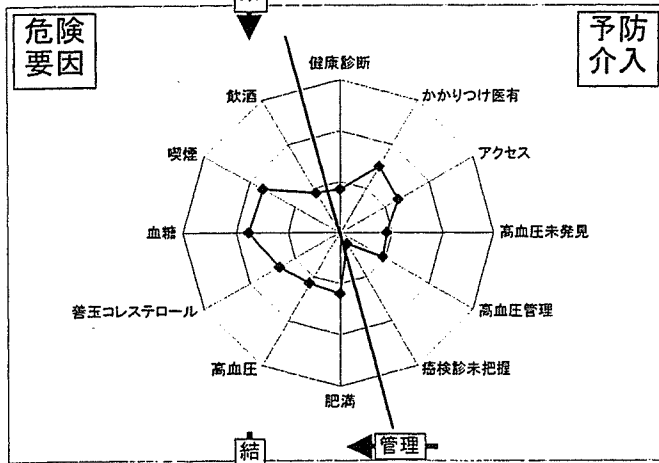 危険
要因
予防
介入
健康診断
飲酒
かかりつけ医有
喫煙
アクセス
血糖
高血圧未発見
善玉コレステロール
高血圧管理
高血圧
癌検診未把握
肥満
結
管理